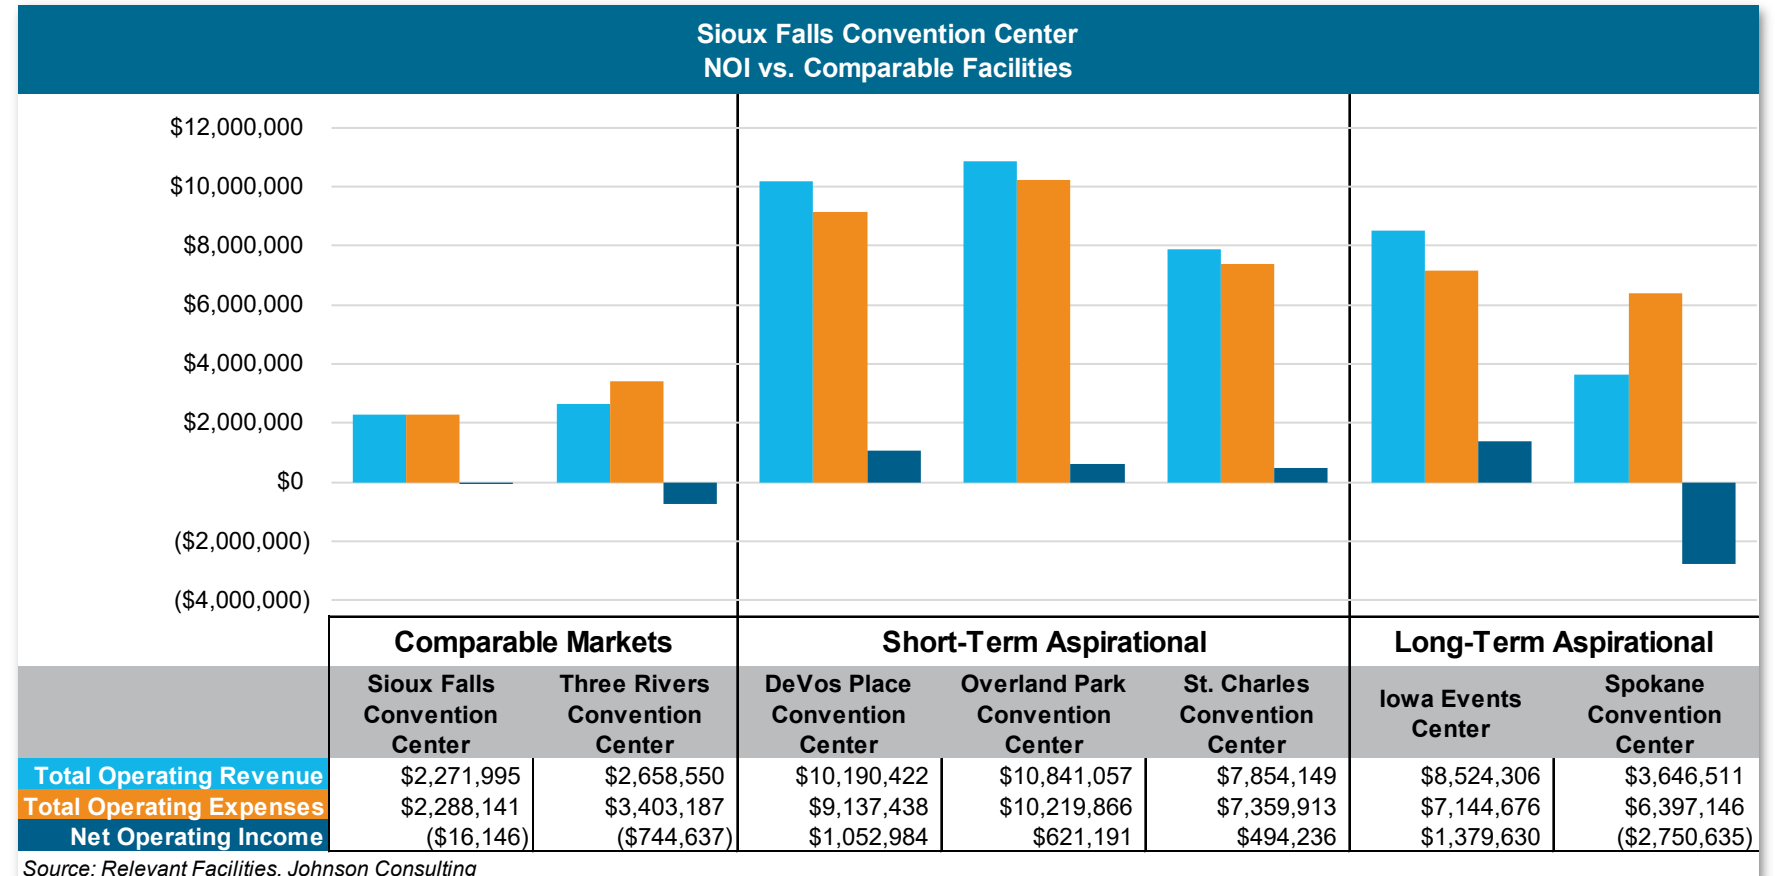 Sioux Falls Convention Center
NOI vs. Comparable Facilities
$12,000,000
$10,000,000
$8,000,000
$6,000,000
$4,000,000
$2,000,000
$0
($2,000,000)
($4,000,000)
Comparable Markets Short-Term Aspirational Long-Term Aspirational
Sioux Falls Convention Center
Three Rivers Convention Center
DeVos Place Convention Center
Overland Park Convention Center
St. Charles Convention Center
Iowa Events Center
Spokane Convention Center
Total Operating Revenue $2,271,995 $2,658,550 $10,190,422 $10,841,057 $7,854,149 $8,524,306 $3,646,511
Total Operating Expenses $2,288,141 $3,403,187 $9,137,438 $10,219,866 $7,359,913 $7,144,676 $6,397,146
Net Operating Income ($16,146) ($744,637) $1,052,984 $621,191 $494,236 $1,379,630 ($2,750,635)
Source: Relevant Facilities, Johnson Consulting